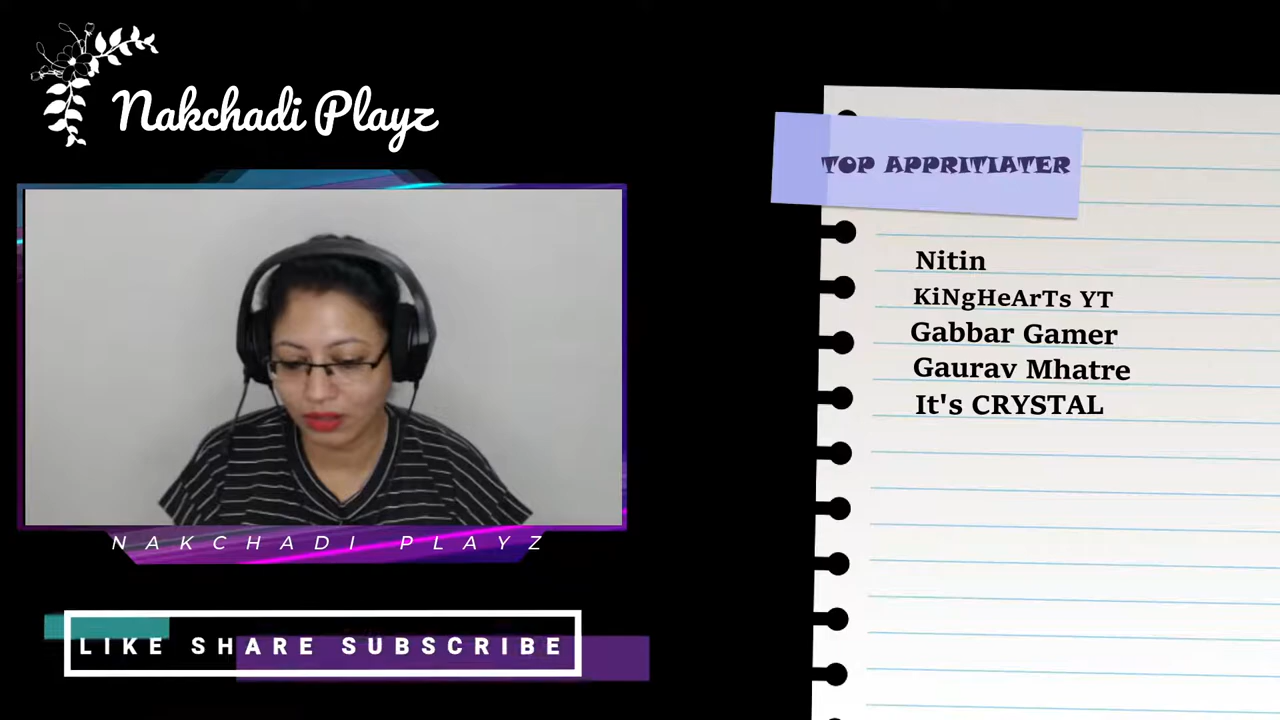 Nakchadi Playz
TOP APPRITIATER
Nitin
KiNgHeArTs YT
Gabbar Gamer
Gaurav Mhatre
It's CRYSTAL
NAKCHADI PLAYZ
LIKE SHARE SUBSCRIBE